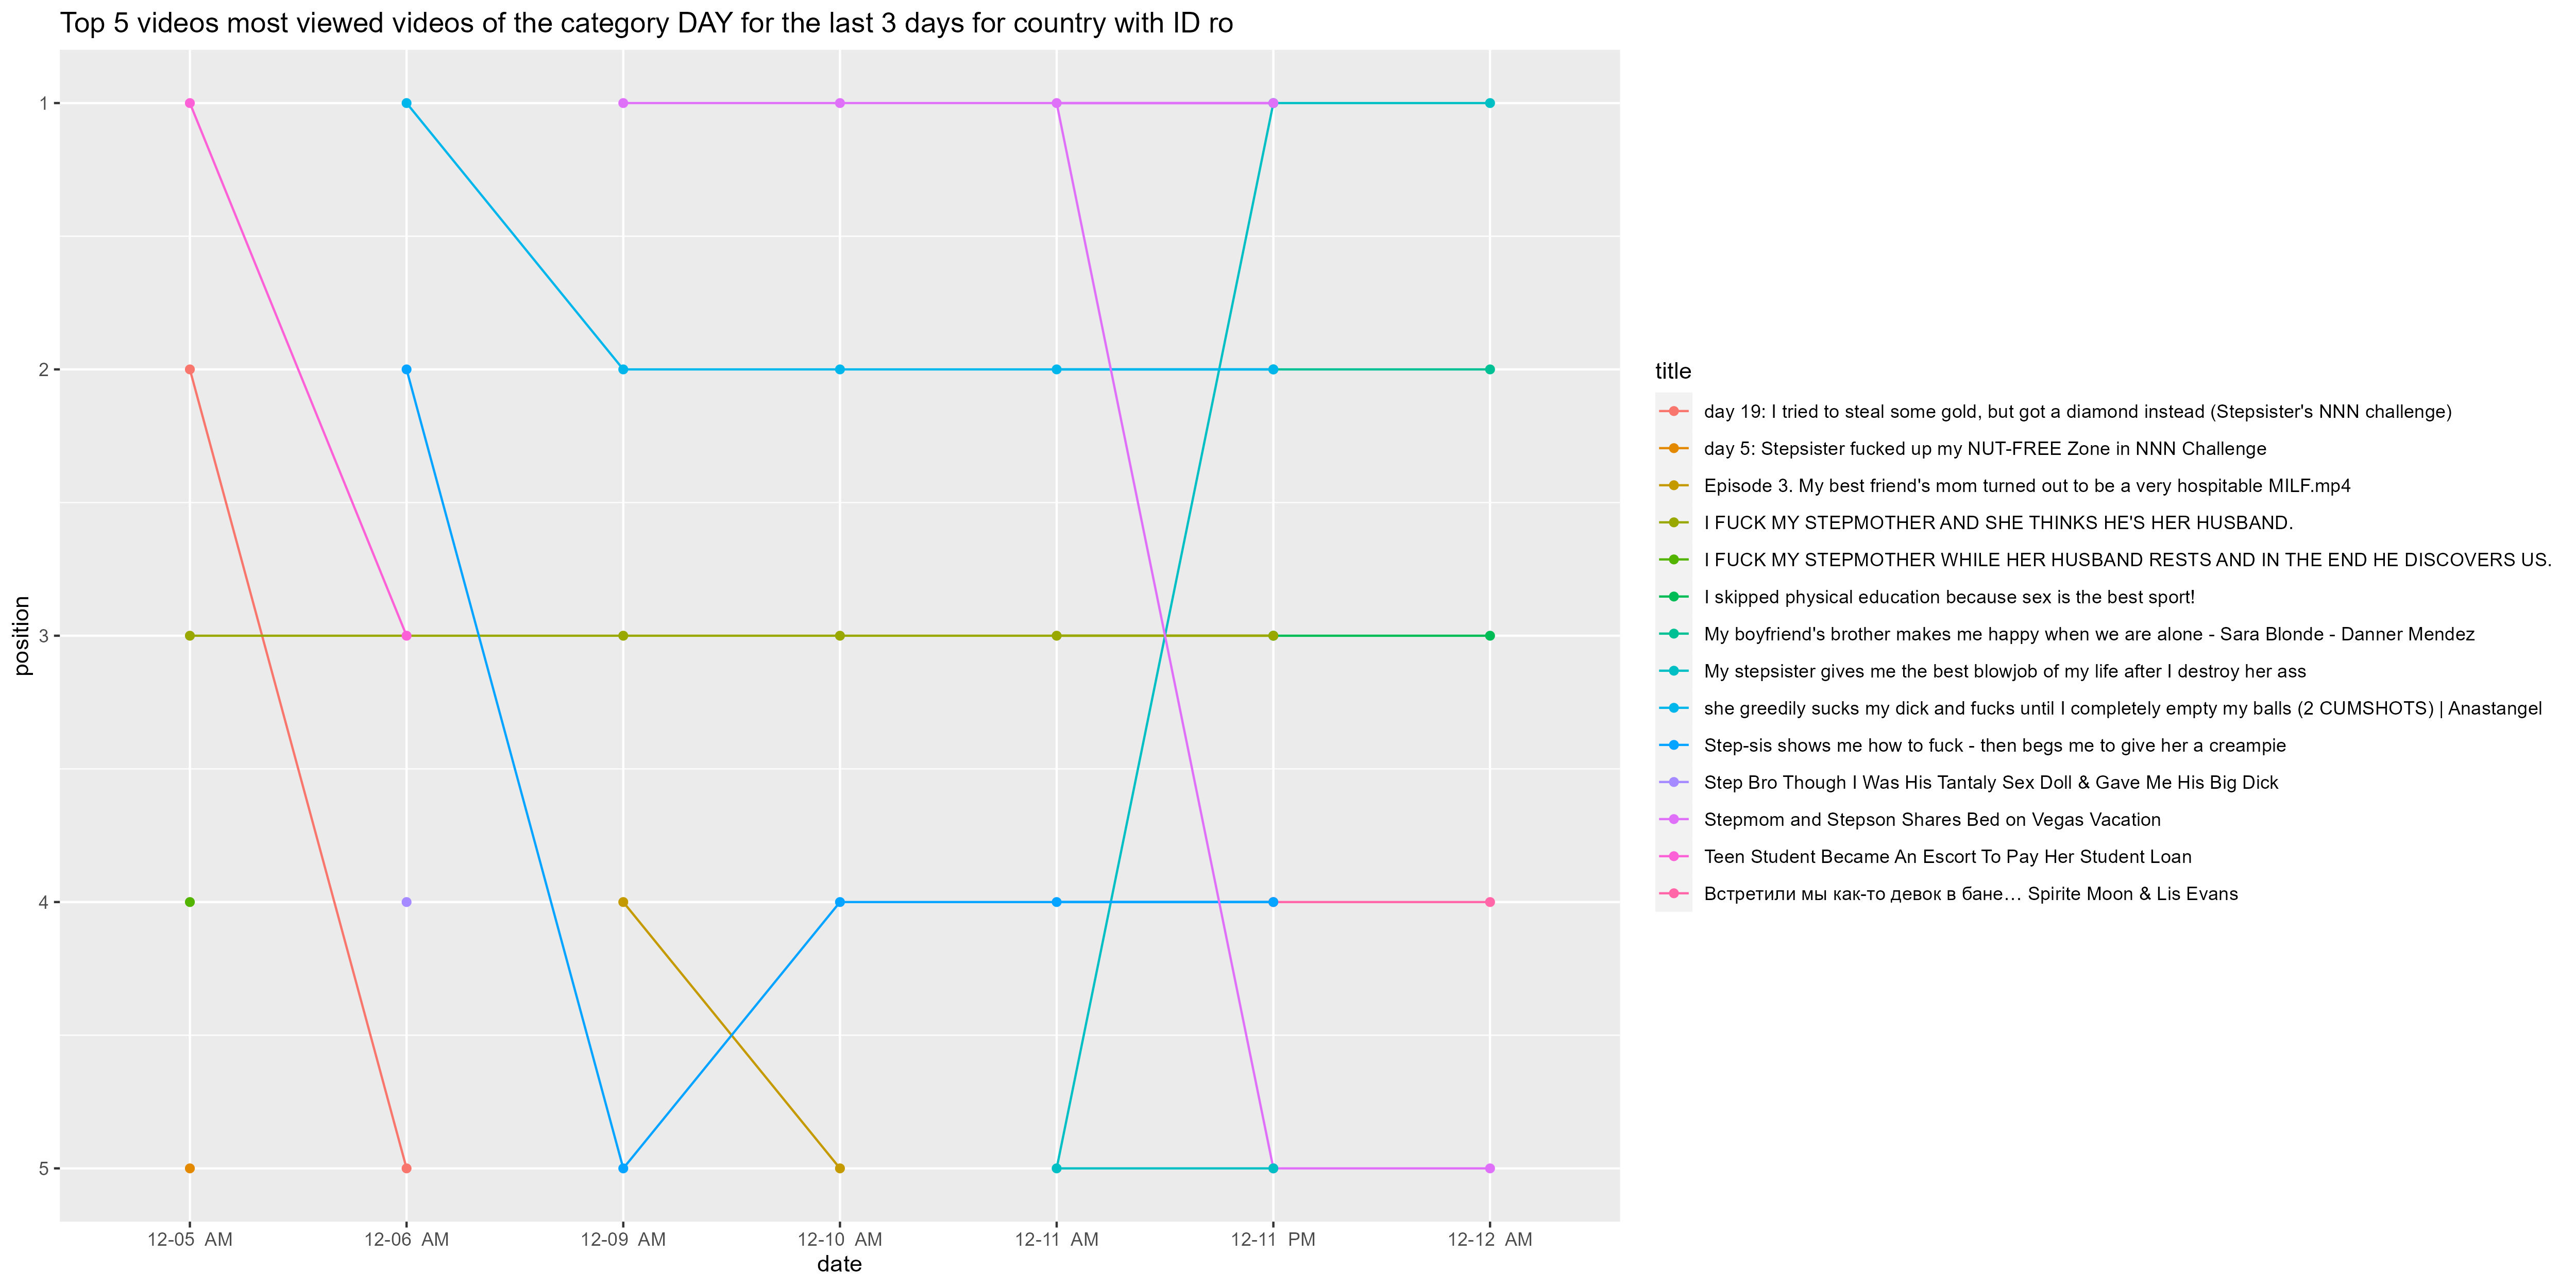 Top 5 videos most viewed videos of the category DAY for the last 3 days for country with ID ro
position
1
2
3
4
5
12-05 AM
12-06 AM
12-09 AM
12-10 AM
12-11 AM
12-11 PM
12-12 AM
date
title
day 19: I tried to steal some gold, but got a diamond instead (Stepsister's NNN challenge)
day 5: Stepsister fucked up my NUT-FREE Zone in NNN Challenge
Episode 3. My best friend's mom turned out to be a very hospitable MILF.mp4
I FUCK MY STEPMOTHER AND SHE THINKS HE'S HER HUSBAND.
I FUCK MY STEPMOTHER WHILE HER HUSBAND RESTS AND IN THE END HE DISCOVERS US.
I skipped physical education because sex is the best sport!
My boyfriend's brother makes me happy when we are alone - Sara Blonde - Danner Mendez
My stepsister gives me the best blowjob of my life after I destroy her ass
she greedily sucks my dick and fucks until I completely empty my balls (2 CUMSHOTS) | Anastangel
Step-sis shows me how to fuck - then begs me to give her a creampie
Step Bro Though I Was His Tantaly Sex Doll & Gave Me His Big Dick
Stepmom and Stepson Shares Bed on Vegas Vacation
Teen Student Became An Escort To Pay Her Student Loan
Встретили мы как-то девок в бане… Spirite Moon & Lis Evans